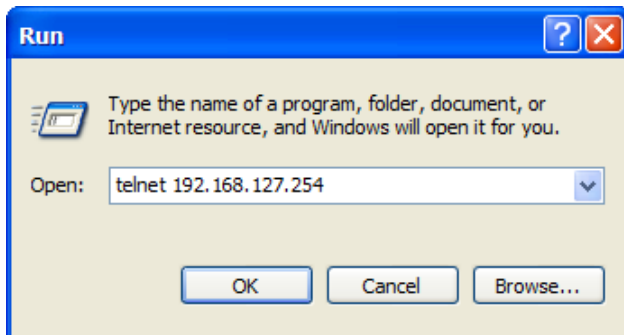 Run
Type the name of a program, folder, document, or
Internet resource, and Windows will open it for you.
Open: telnet 192.168.127.254
OK Cancel Browse...